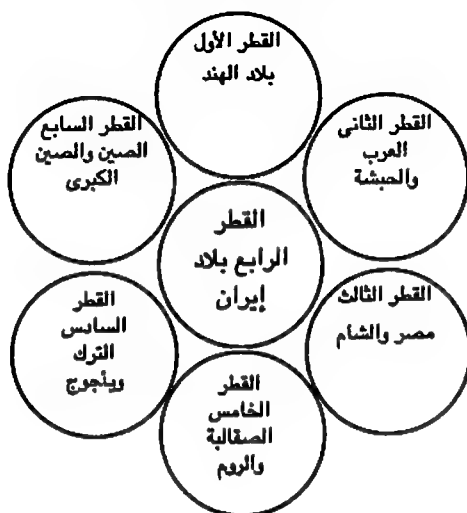 القطر الأول
بلاد الهند
القطر الثانى
العرب
والحبشة
القطر السابع
الصين والصين
الكبرى
القطر
الرابع بلاد
إيران
القطر الثالث
مصر والشام
القطر
السادس
الترك
ويأجوج
القطر
الخامس
الصقالبة
والروم